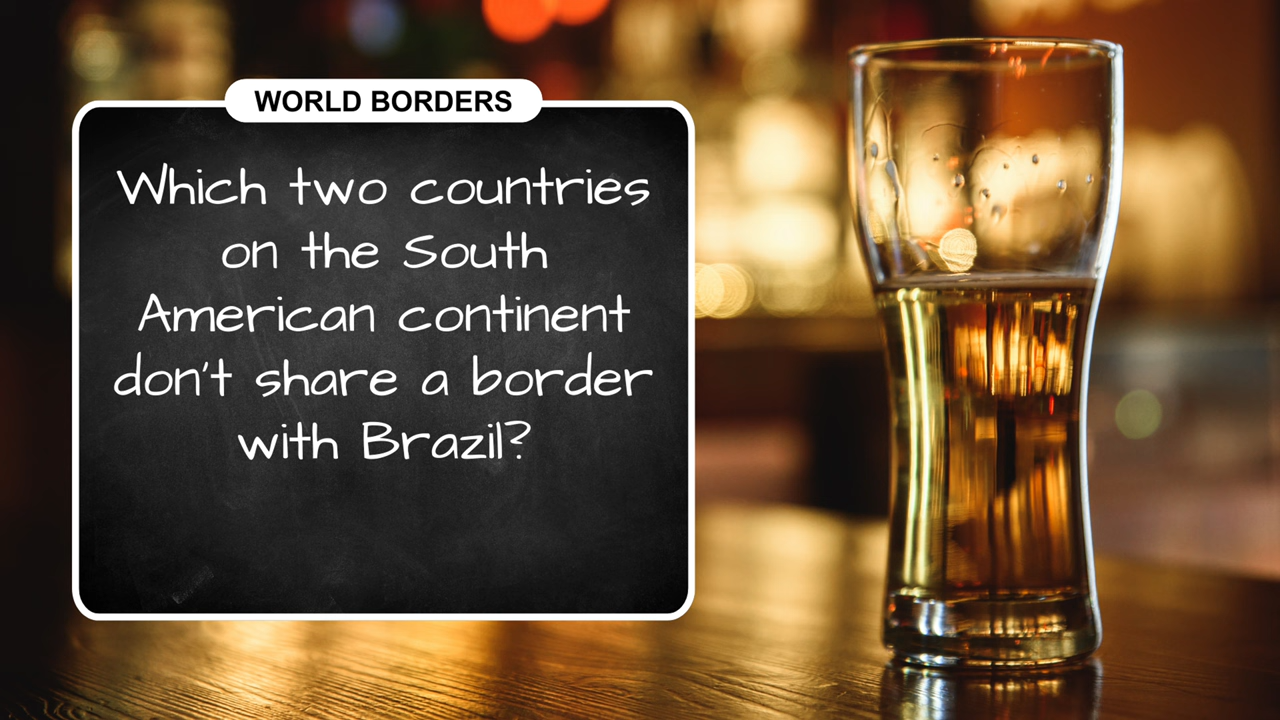 WORLD BORDERS
Which two countries
on the South
American continent
don't share a border
with Brazil?